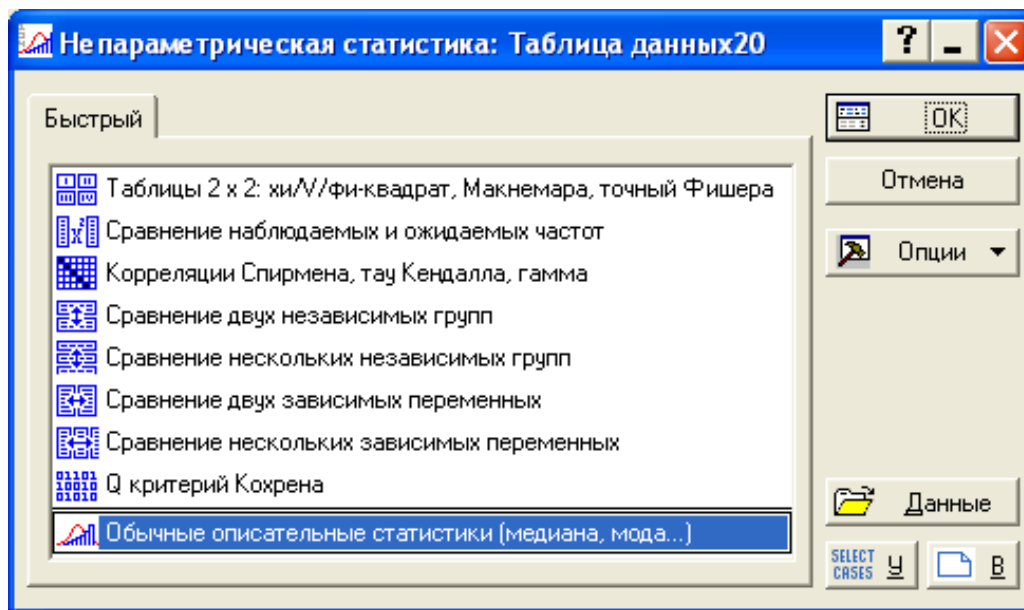 Непараметрическая статистика: Таблица данных20
Быстрый
Таблицы 2 x 2: хи/V/фи-квадрат, Макнемара, точный Фишера
Сравнение наблюдаемых и ожидаемых частот
Корреляции Спирмена, тау Кендалла, гамма
Сравнение двух независимых групп
Сравнение нескольких независимых групп
Сравнение двух зависимых переменных
Сравнение нескольких зависимых переменных
Q критерий Кохрена
Обычные описательные статистики (медиана, мода...)
OK
Отмена
Опции
Данные
SELECT CASES У
В